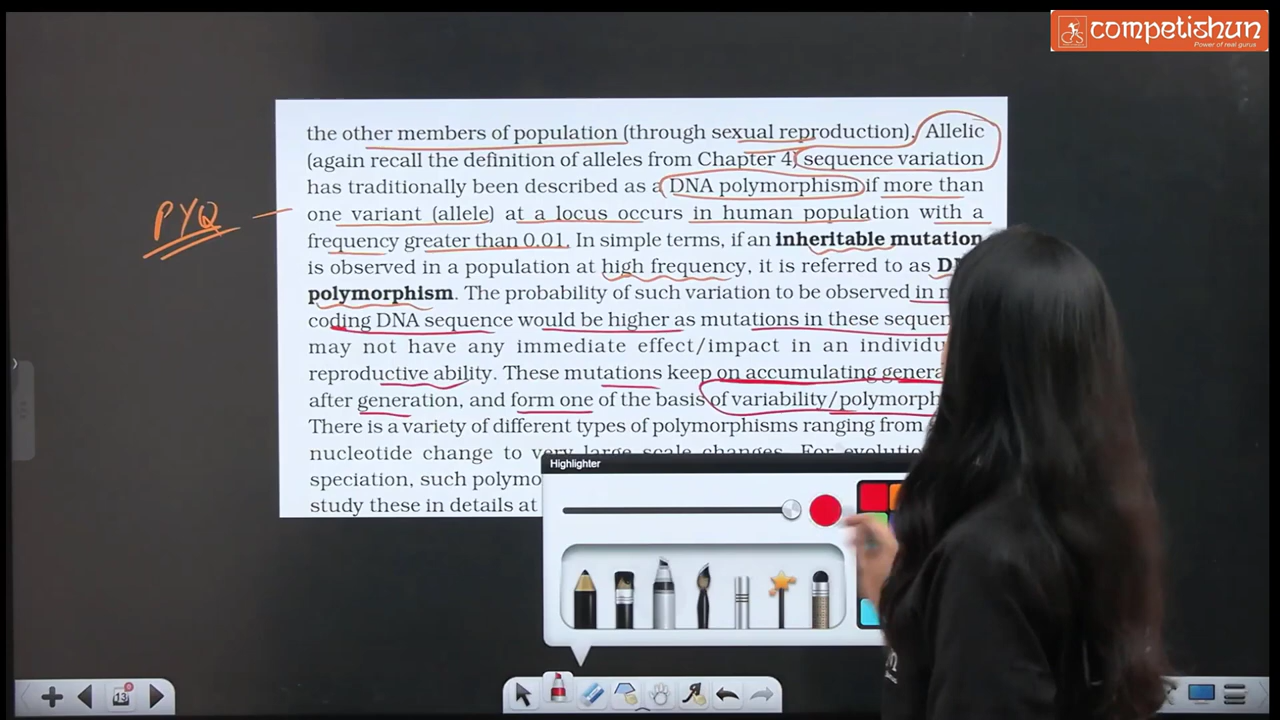 competishun
Power of real gurus
the other members of population (through sexual reproduction). Allelic
(again recall the definition of alleles from Chapter 4) sequence variation
has traditionally been described as a DNA polymorphism if more than
PYQ
one variant (allele) at a locus occurs in human population with a
frequency greater than 0.01. In simple terms, if an inheritable mutation
is observed in a population at high frequency, it is referred to as
polymorphism. The probability of such variation to be observed in
coding DNA sequence would be higher as mutations in these
may not have any immediate effect/impact in an
reproductive ability. These mutations keep on accumulating
after generation, and form one of the basis of variability/
There is a variety of different types of polymorphisms ranging from
nucleotide change to very large scale changes. For
speciation, such
study these in details at
Highlighter
13